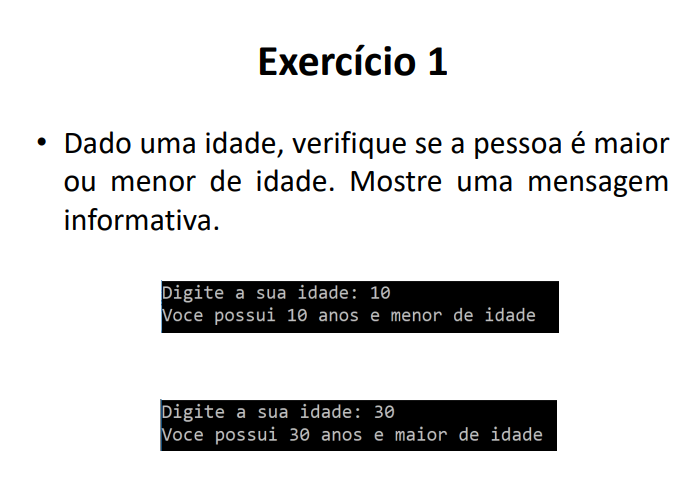 Exercício 1
• Dado uma idade, verifique se a pessoa é maior
ou menor de idade. Mostre uma mensagem
informativa.
Digite a sua idade: 10
Voce possui 10 anos e menor de idade
Digite a sua idade: 30
Voce possui 30 anos e maior de idade